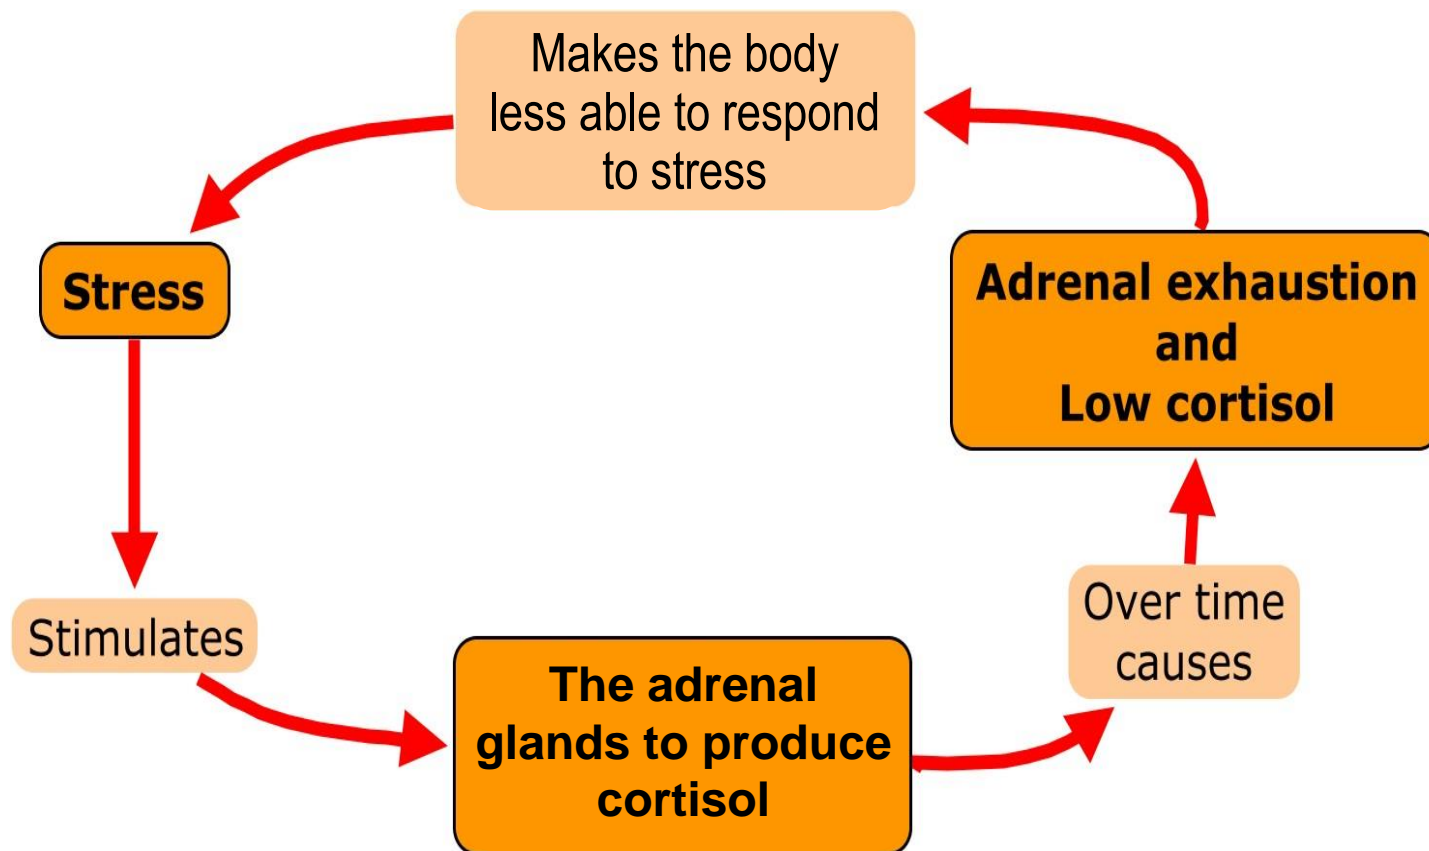 Makes the body
less able to respond
to stress
Stress
Stimulates
The adrenal
glands to produce
cortisol
Over time
causes
Adrenal exhaustion
and
Low cortisol